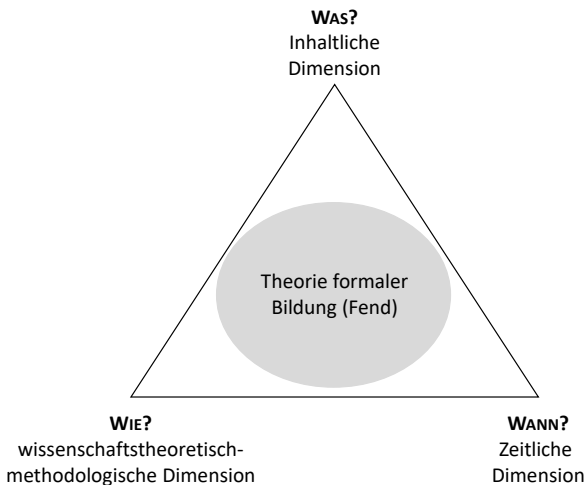 WAS?
Inhaltliche
Dimension
Theorie formaler
Bildung (Fend)
WIE?
wissenschaftstheoretisch-
methodologische Dimension
WANN?
Zeitliche
Dimension